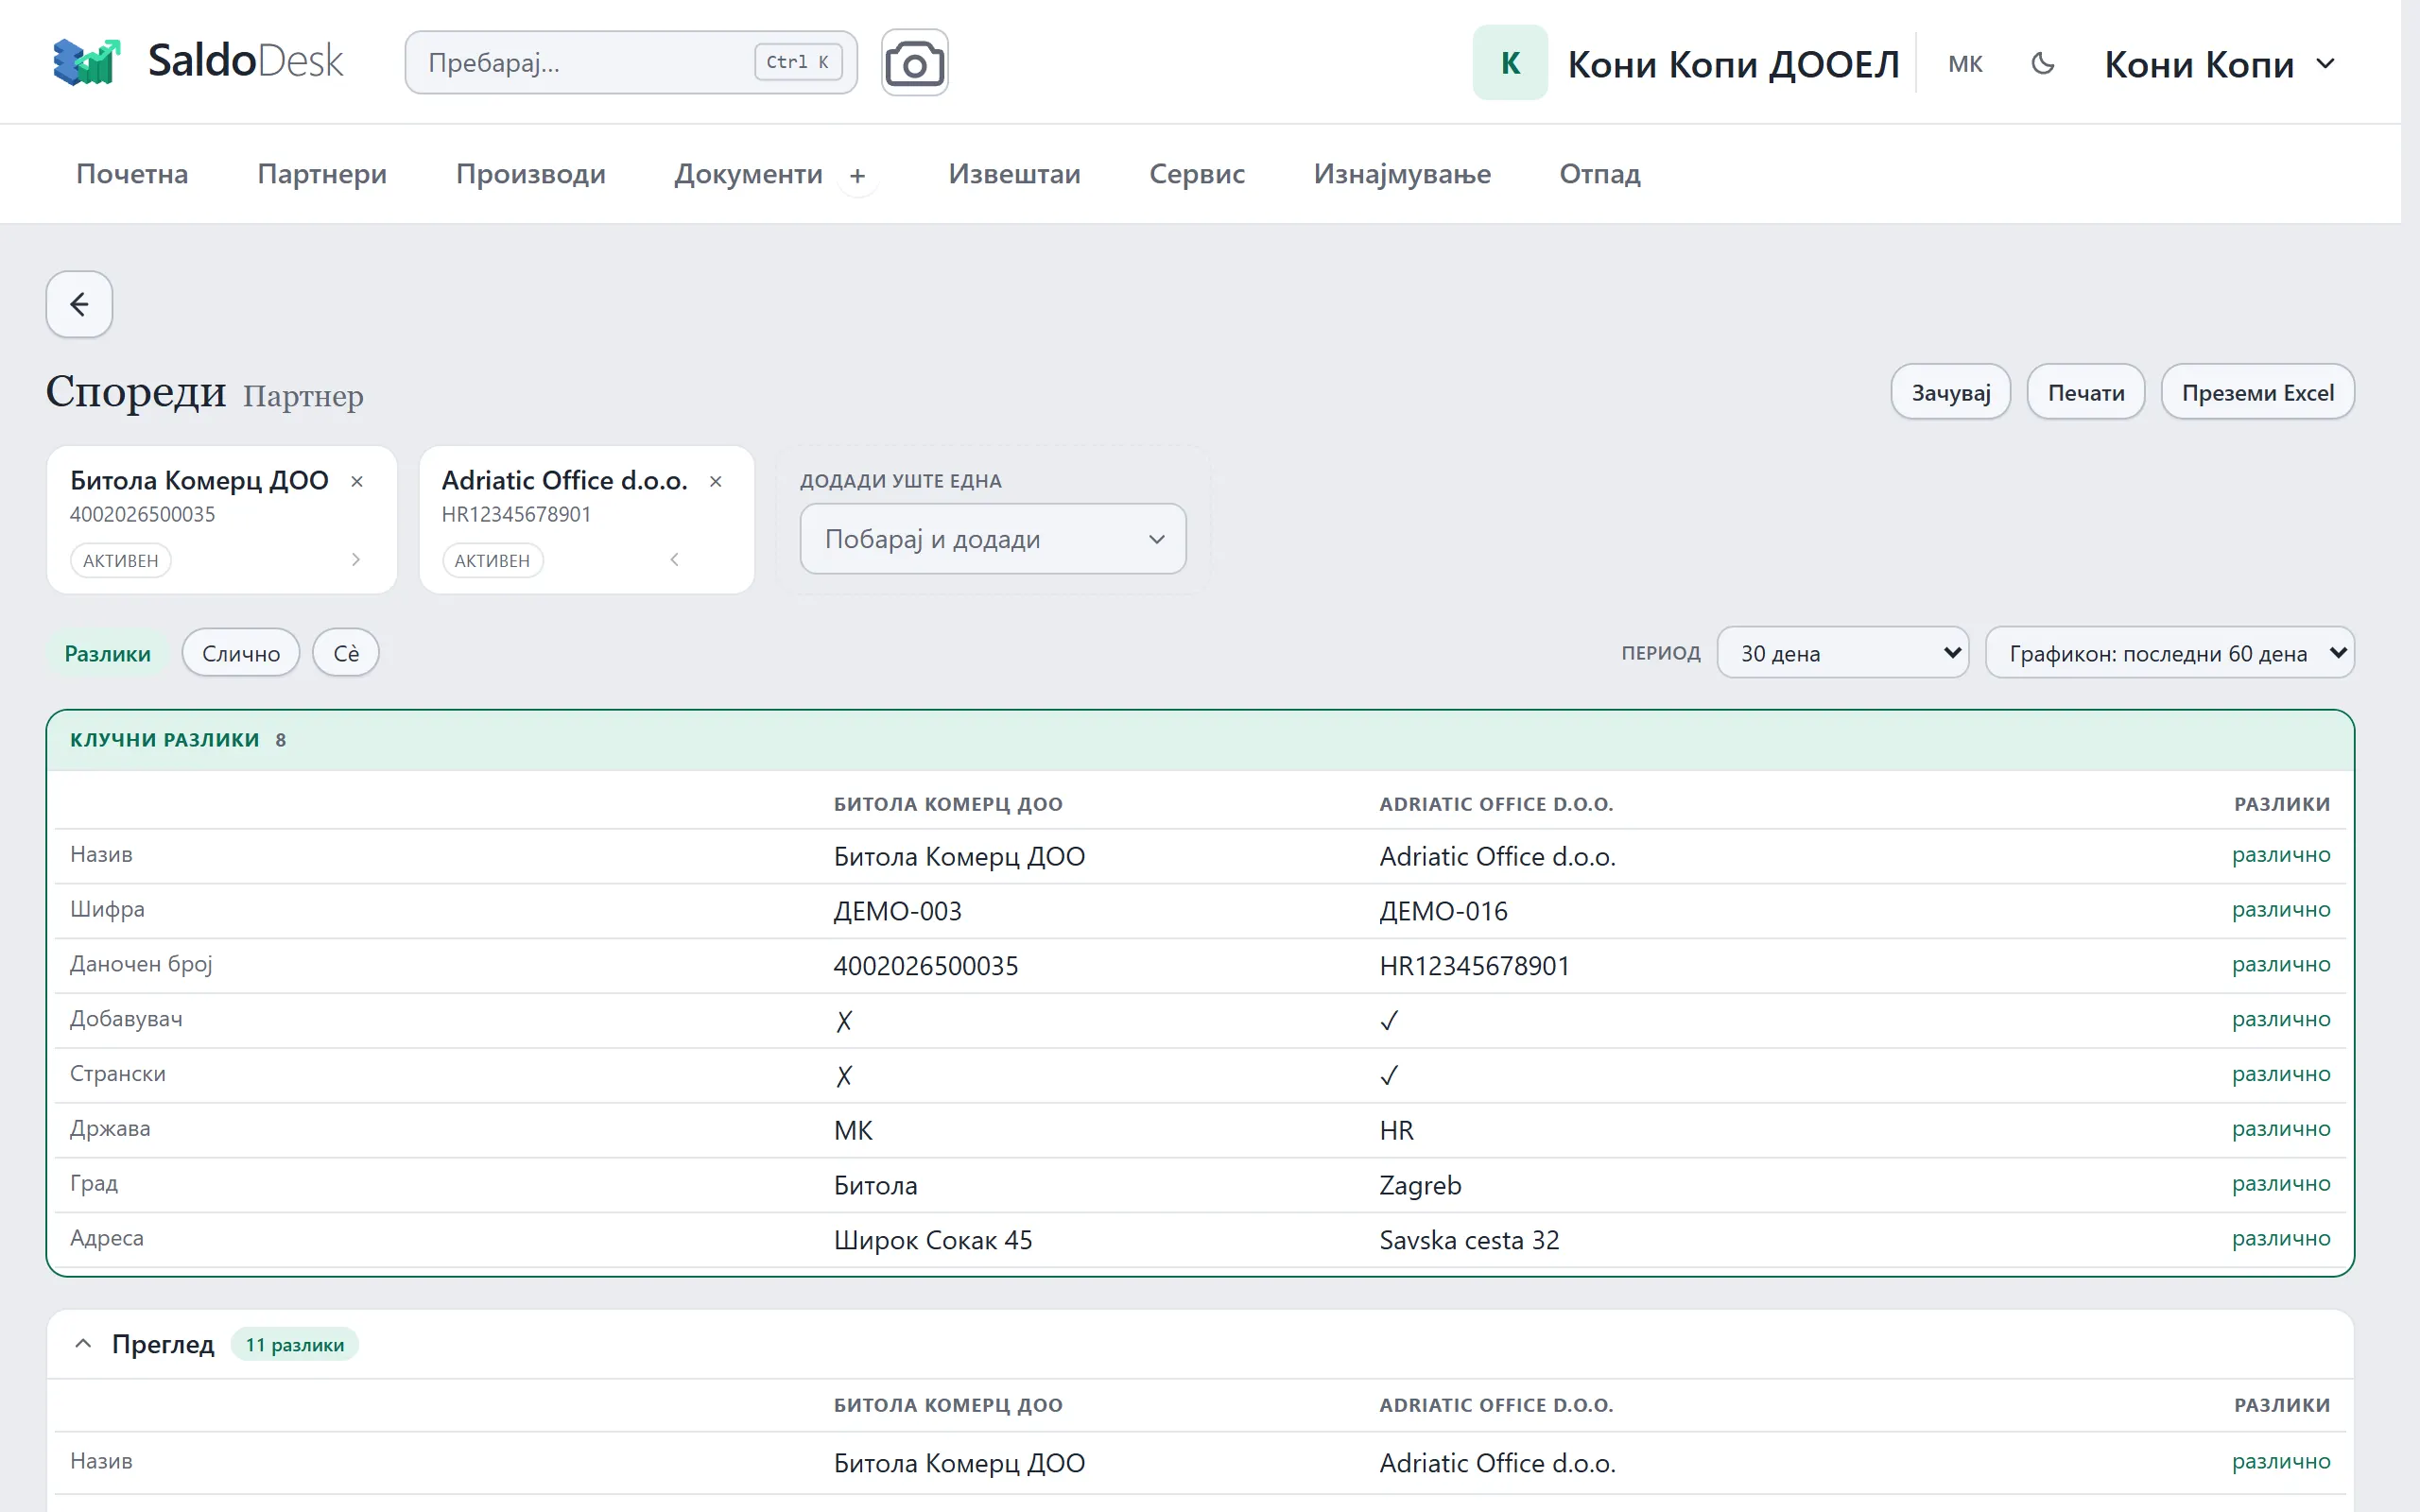 SaldoDesk
Пребарај...
Ctrl K
К
Кони Копи ДООЕЛ
МК
Кони Копи
Почетна
Партнери
Производи
Документи +
Извештаи
Сервис
Изнајмување
Отпад
Спореди Партнер
Зачувај
Печати
Преземи Excel
Битола Комерц ДОО ×
4002026500035
АКТИВЕН
Adriatic Office d.o.o. ×
HR12345678901
АКТИВЕН
ДОДАДИ УШТЕ ЕДНА
Побарај и додади
Разлики
Слично
Сѐ
ПЕРИОД
30 дена
Графикон: последни 60 дена
КЛУЧНИ РАЗЛИКИ 8
БИТОЛА КОМЕРЦ ДОО ADRIATIC OFFICE D.O.O. РАЗЛИКИ
Назив Битола Комерц ДОО Adriatic Office d.o.o. различно
Шифра ДЕМО-003 ДЕМО-016 различно
Даночен број 4002026500035 HR12345678901 различно
Добавувач ✗ ✓ различно
Странски ✗ ✓ различно
Држава МК HR различно
Град Битола Zagreb различно
Адреса Широк Сокак 45 Savska cesta 32 различно
Преглед 11 разлики
БИТОЛА КОМЕРЦ ДОО ADRIATIC OFFICE D.O.O. РАЗЛИКИ
Назив Битола Комерц ДОО Adriatic Office d.o.o. различно